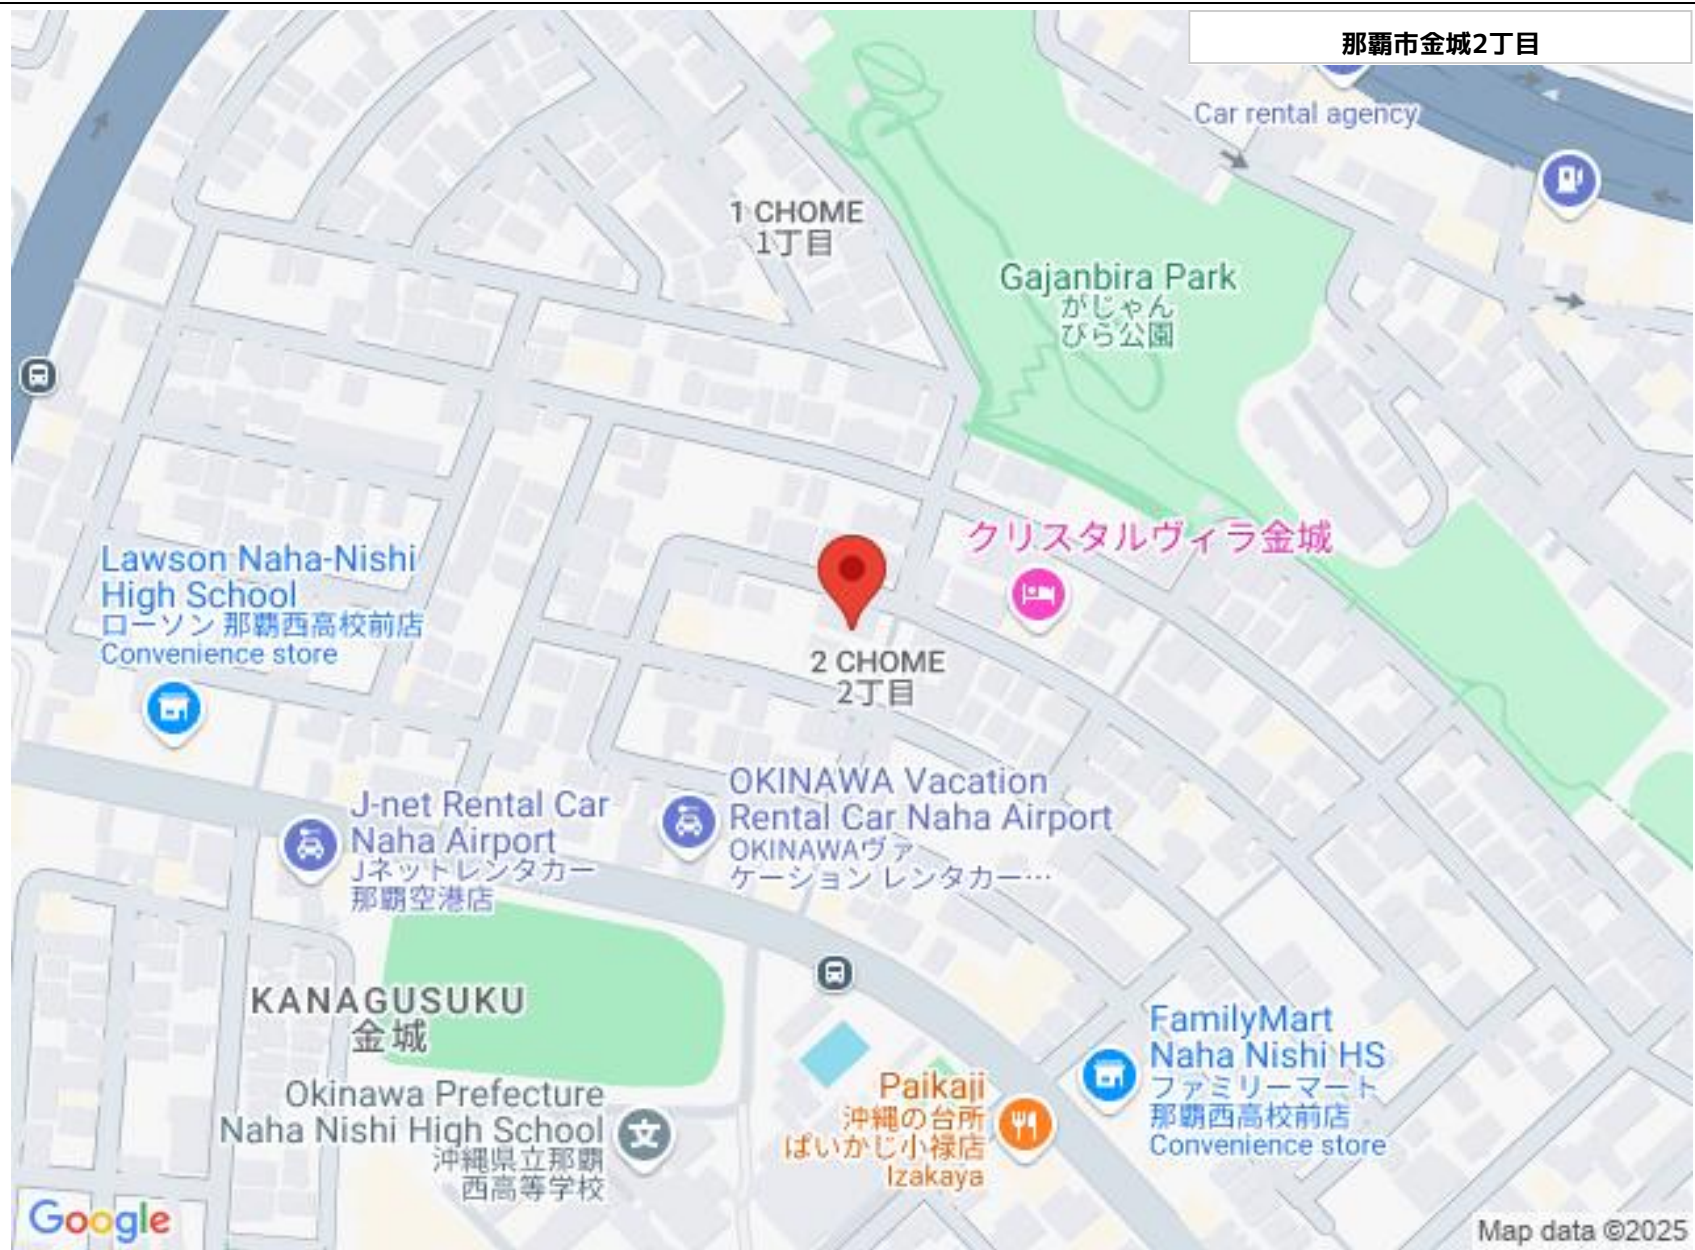 那覇市金城2丁目
Car rental agency
1 CHOME
1丁目
Gajanbira Park
がじゃん
びら公園
クリスタルヴィラ金城
Lawson Naha-Nishi
High School
ローソン 那覇西高校前店
Convenience store
2 CHOME
2丁目
OKINAWA Vacation
Rental Car Naha Airport
OKINAWAヴァ
ケーション レンタカー…
J-net Rental Car
Naha Airport
Jネットレンタカー
那覇空港店
KANAGUSUKU
金城
FamilyMart
Naha Nishi HS
ファミリーマート
那覇西高校前店
Convenience store
Paikaji
沖縄の台所
ぱいかじ小禄店
Izakaya
Okinawa Prefecture
Naha Nishi High School
沖縄県立那覇
西高等学校
文
Google
Map data ©2025